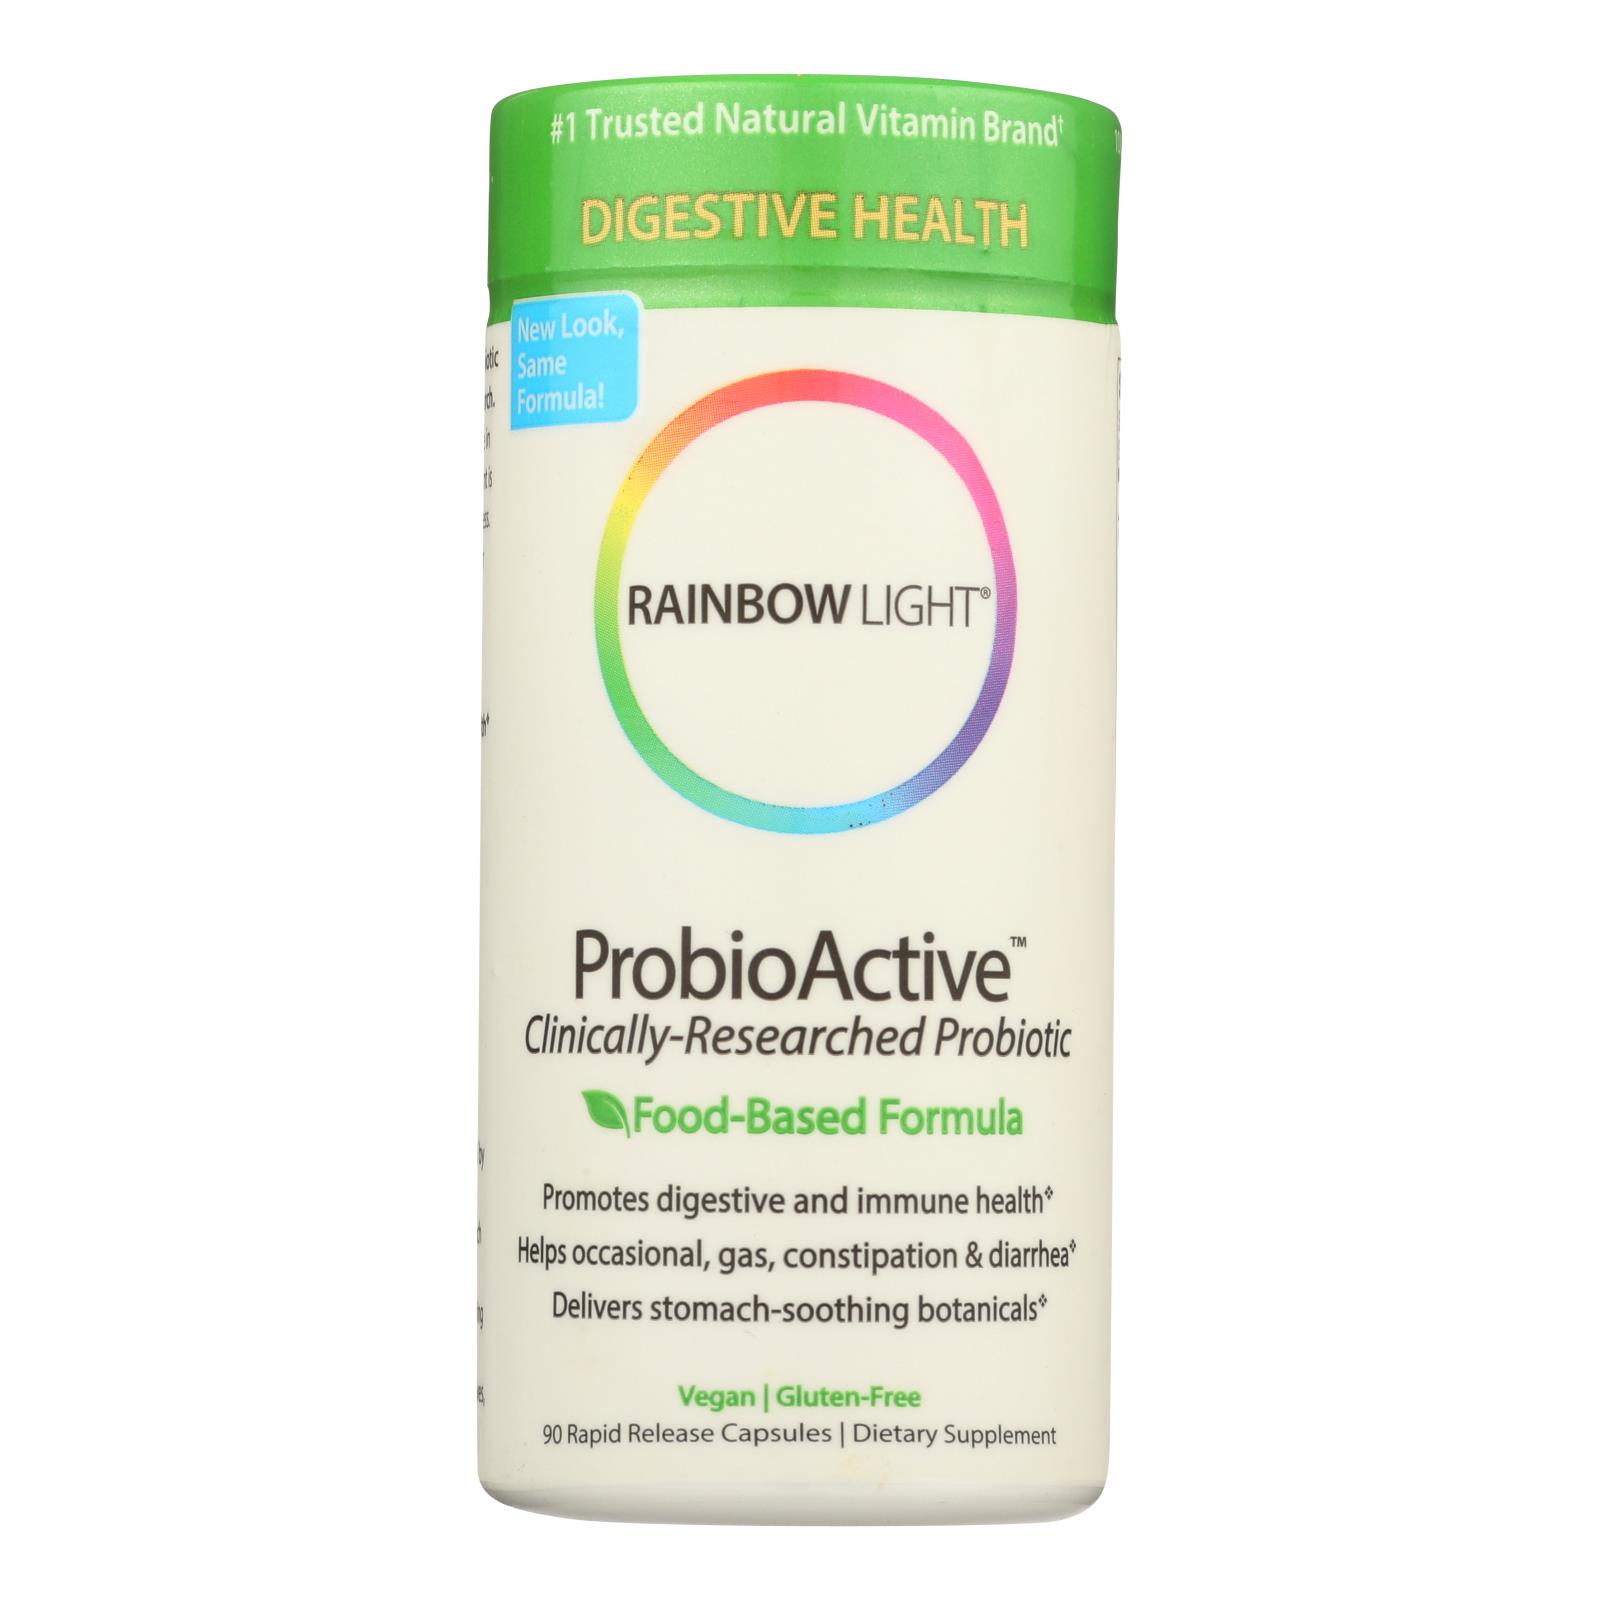 #1 Trusted Natural Vitamin Brand†
DIGESTIVE HEALTH
New Look,
Same
Formula!
RAINBOW LIGHT®
ProbioActive™
Clinically-Researched Probiotic
Food-Based Formula
Promotes digestive and immune health❖
Helps occasional, gas, constipation & diarrhea❖
Delivers stomach-soothing botanicals❖
Vegan | Gluten-Free
90 Rapid Release Capsules | Dietary Supplement